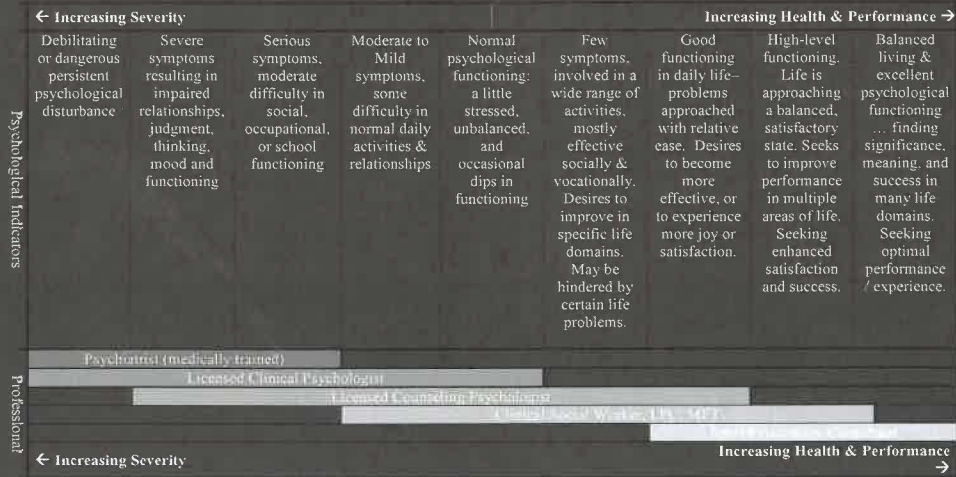 ← Increasing Severity
Increasing Health & Performance →
Psychological Indicators
Debilitating
or dangerous
persistent
psychological
disturbance
Severe
symptoms
resulting in
impaired
relationships,
judgment,
thinking,
mood and
functioning
Serious
symptoms,
moderate
difficulty in
social,
occupational,
or school
functioning
Moderate to
Mild
symptoms,
some
difficulty in
normal daily
activities &
relationships
Normal
psychological
functioning:
a little
stressed,
unbalanced,
and
occasional
dips in
functioning
Few
symptoms,
involved in a
wide range of
activities,
mostly
effective
socially &
vocationally.
Desires to
improve in
specific life
domains.
May be
hindered by
certain life
problems.
Good
functioning
in daily life–
problems
approached
with relative
ease. Desires
to become
more
effective, or
to experience
more joy or
satisfaction.
High-level
functioning.
Life is
approaching
a balanced,
satisfactory
state. Seeks
to improve
performance
in multiple
areas of life.
Seeking
enhanced
satisfaction
and success.
Balanced
living &
excellent
psychological
functioning
... finding
significance,
meaning, and
success in
many life
domains.
Seeking
optimal
performance
/ experience.
Professional
Psychiatrist (medically trained)
Licensed Clinical Psychologist
Licensed Counseling Psychologist
Clinical Social Worker, LPC, MFT
Consultant
← Increasing Severity
Increasing Health & Performance
→